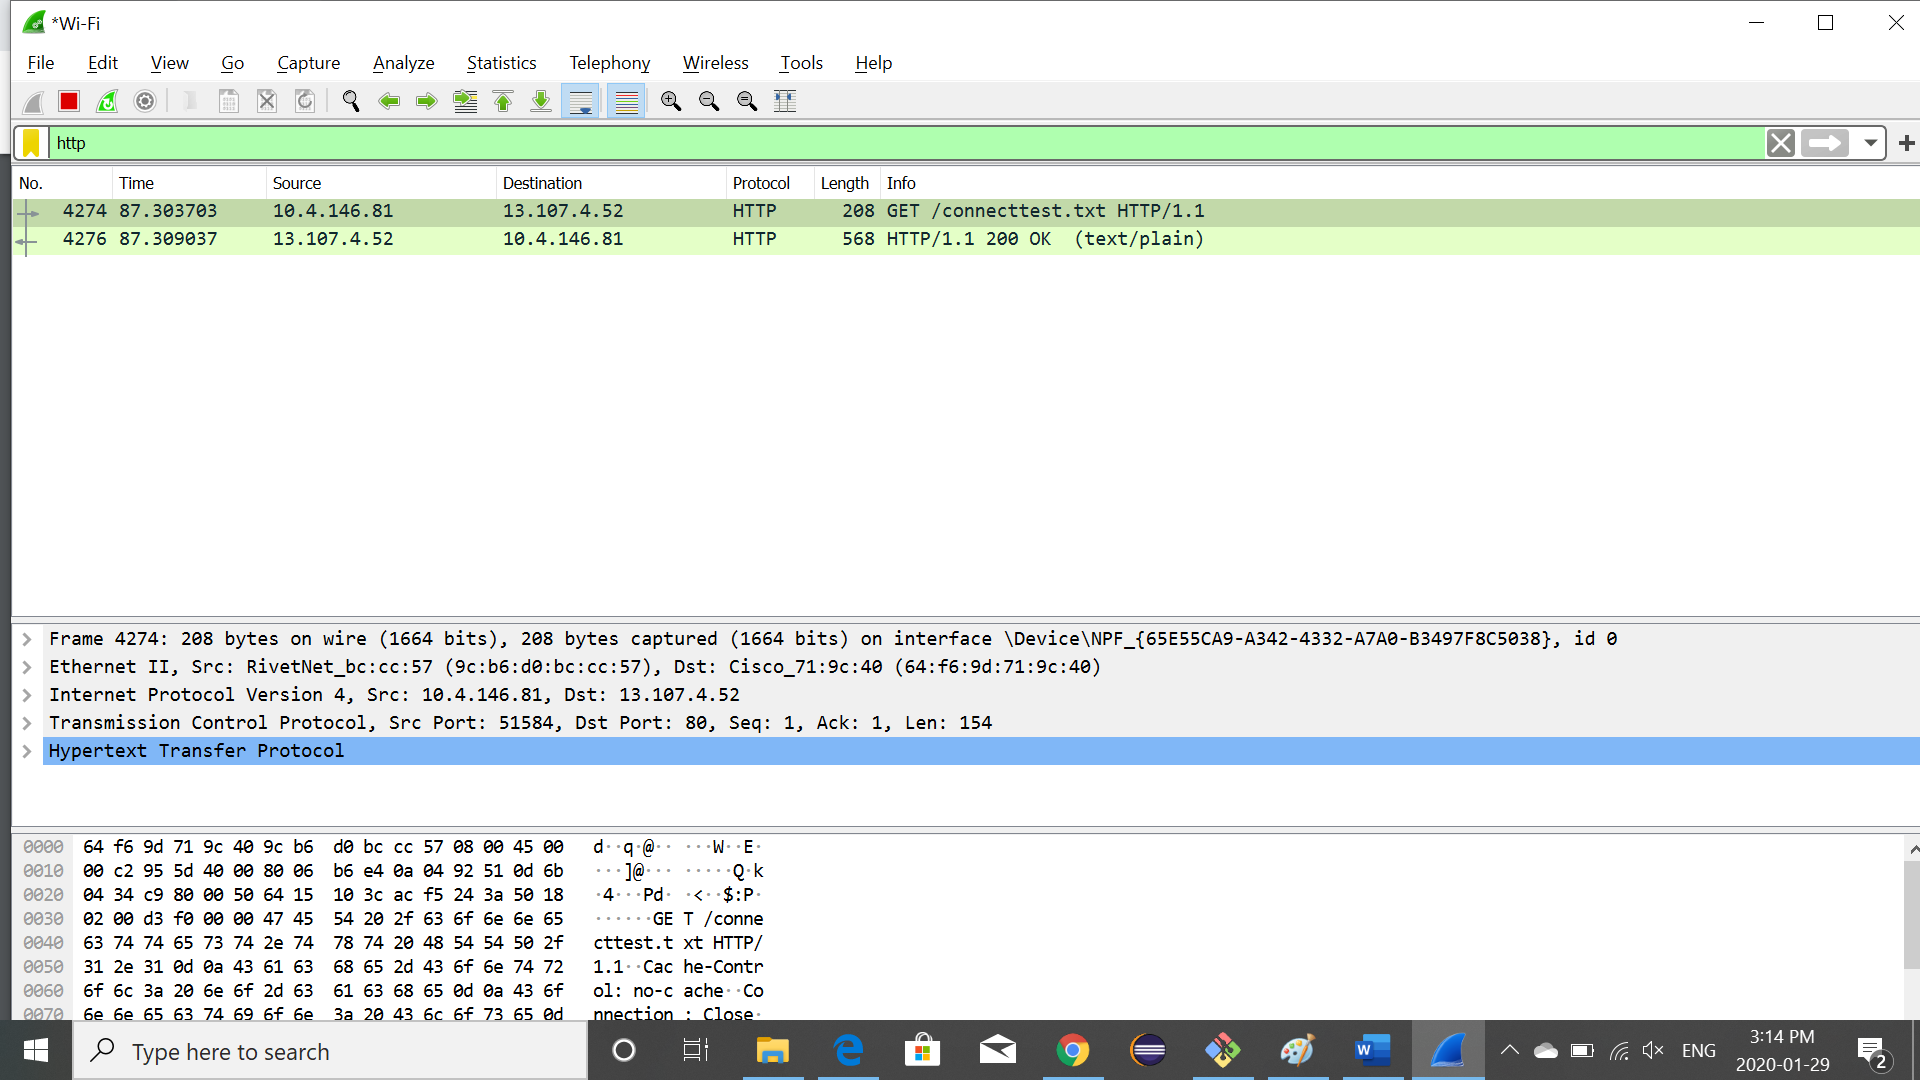 *Wi-Fi
File Edit View Go Capture Analyze Statistics Telephony Wireless Tools Help
http
No. Time Source Destination Protocol Length Info
4274 87.303703 10.4.146.81 13.107.4.52 HTTP 208 GET /connecttest.txt HTTP/1.1
4276 87.309037 13.107.4.52 10.4.146.81 HTTP 568 HTTP/1.1 200 OK  (text/plain)
Frame 4274: 208 bytes on wire (1664 bits), 208 bytes captured (1664 bits) on interface \Device\NPF_{65E55CA9-A342-4332-A7A0-B3497F8C5038}, id 0
Ethernet II, Src: RivetNet_bc:cc:57 (9c:b6:d0:bc:cc:57), Dst: Cisco_71:9c:40 (64:f6:9d:71:9c:40)
Internet Protocol Version 4, Src: 10.4.146.81, Dst: 13.107.4.52
Transmission Control Protocol, Src Port: 51584, Dst Port: 80, Seq: 1, Ack: 1, Len: 154
Hypertext Transfer Protocol
0000 64 f6 9d 71 9c 40 9c b6 d0 bc cc 57 08 00 45 00 d··q·@·· ···W··E·
0010 00 c2 95 5d 40 00 80 06 b6 e4 0a 04 92 51 0d 6b ···]@··· ·····Q·k
0020 04 34 c9 80 00 50 64 15 10 3c ac f5 24 3a 50 18 ·4···Pd· ·<··$:P·
0030 02 00 d3 f0 00 00 47 45 54 20 2f 63 6f 6e 6e 65 ······GE T /conne
0040 63 74 74 65 73 74 2e 74 78 74 20 48 54 54 50 2f cttest.t xt HTTP/
0050 31 2e 31 0d 0a 43 61 63 68 65 2d 43 6f 6e 74 72 1.1··Cac he-Contr
0060 6f 6c 3a 20 6e 6f 2d 63 61 63 68 65 0d 0a 43 6f ol: no-c ache··Co
0070 6e 6e 65 63 74 69 6f 6e 3a 20 43 6c 6f 73 65 0d nnection : Close·
Type here to search
W
ENG
3:14 PM
2020-01-29
2